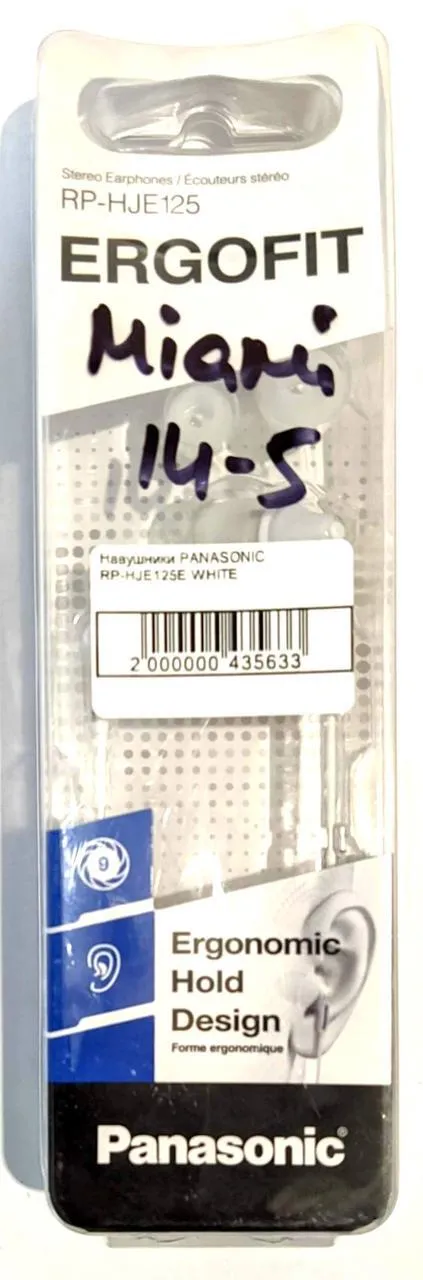 Stereo Earphones / Écouteurs stéréo
RP-HJE125
ERGOFIT
Miami
14-5
Навушники PANASONIC
RP-HJE125E WHITE
2 000000 435633
9
Ergonomic
Hold
Design
Forme ergonomique
Panasonic®